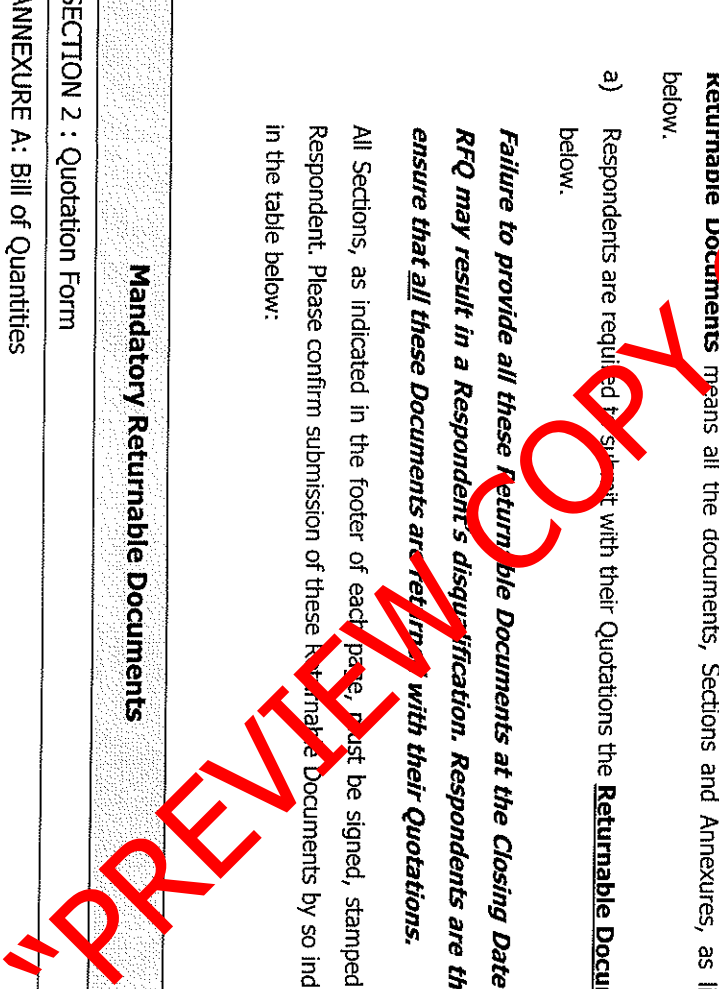 Returnable Documents means all the documents, Sections and Annexures, as
below.
a) Respondents are required to submit with their Quotations the Returnable
below.
Failure to provide all these Returnable Documents at the Closing Date
RFQ may result in a Respondent's disqualification. Respondents are
ensure that all these Documents are returned with their Quotations.
All Sections, as indicated in the footer of each page, must be signed, stamped
Respondent. Please confirm submission of these Returnable Documents by so
in the table below:
Mandatory Returnable Documents
SECTION 2 : Quotation Form
ANNEXURE A: Bill of Quantities
"PREVIEW COPY